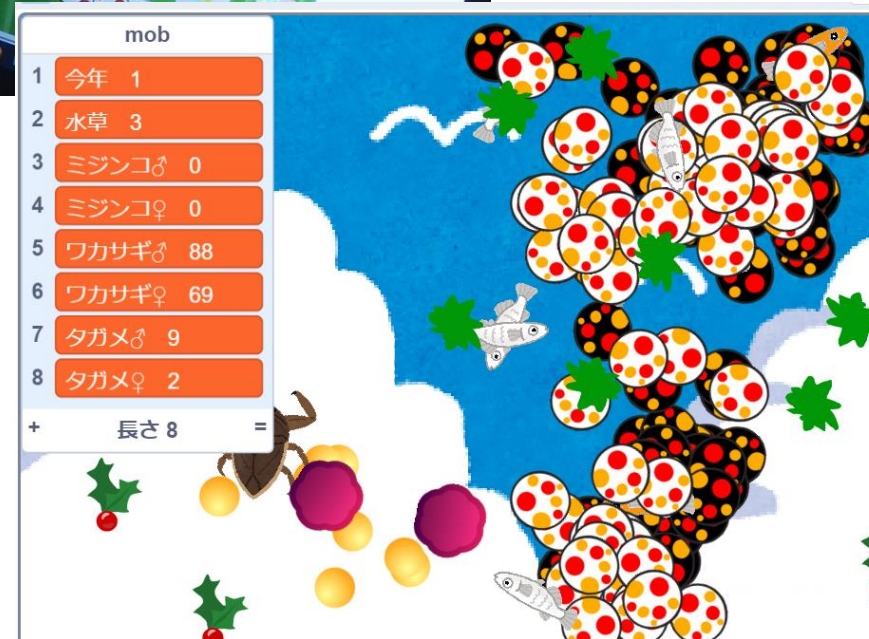 mob
1 今年 1
2 水草 3
3 ミジンコ♂ 0
4 ミジンコ♀ 0
5 ワカサギ♂ 88
6 ワカサギ♀ 69
7 タガメ♂ 9
8 タガメ♀ 2
+ 長さ 8 =